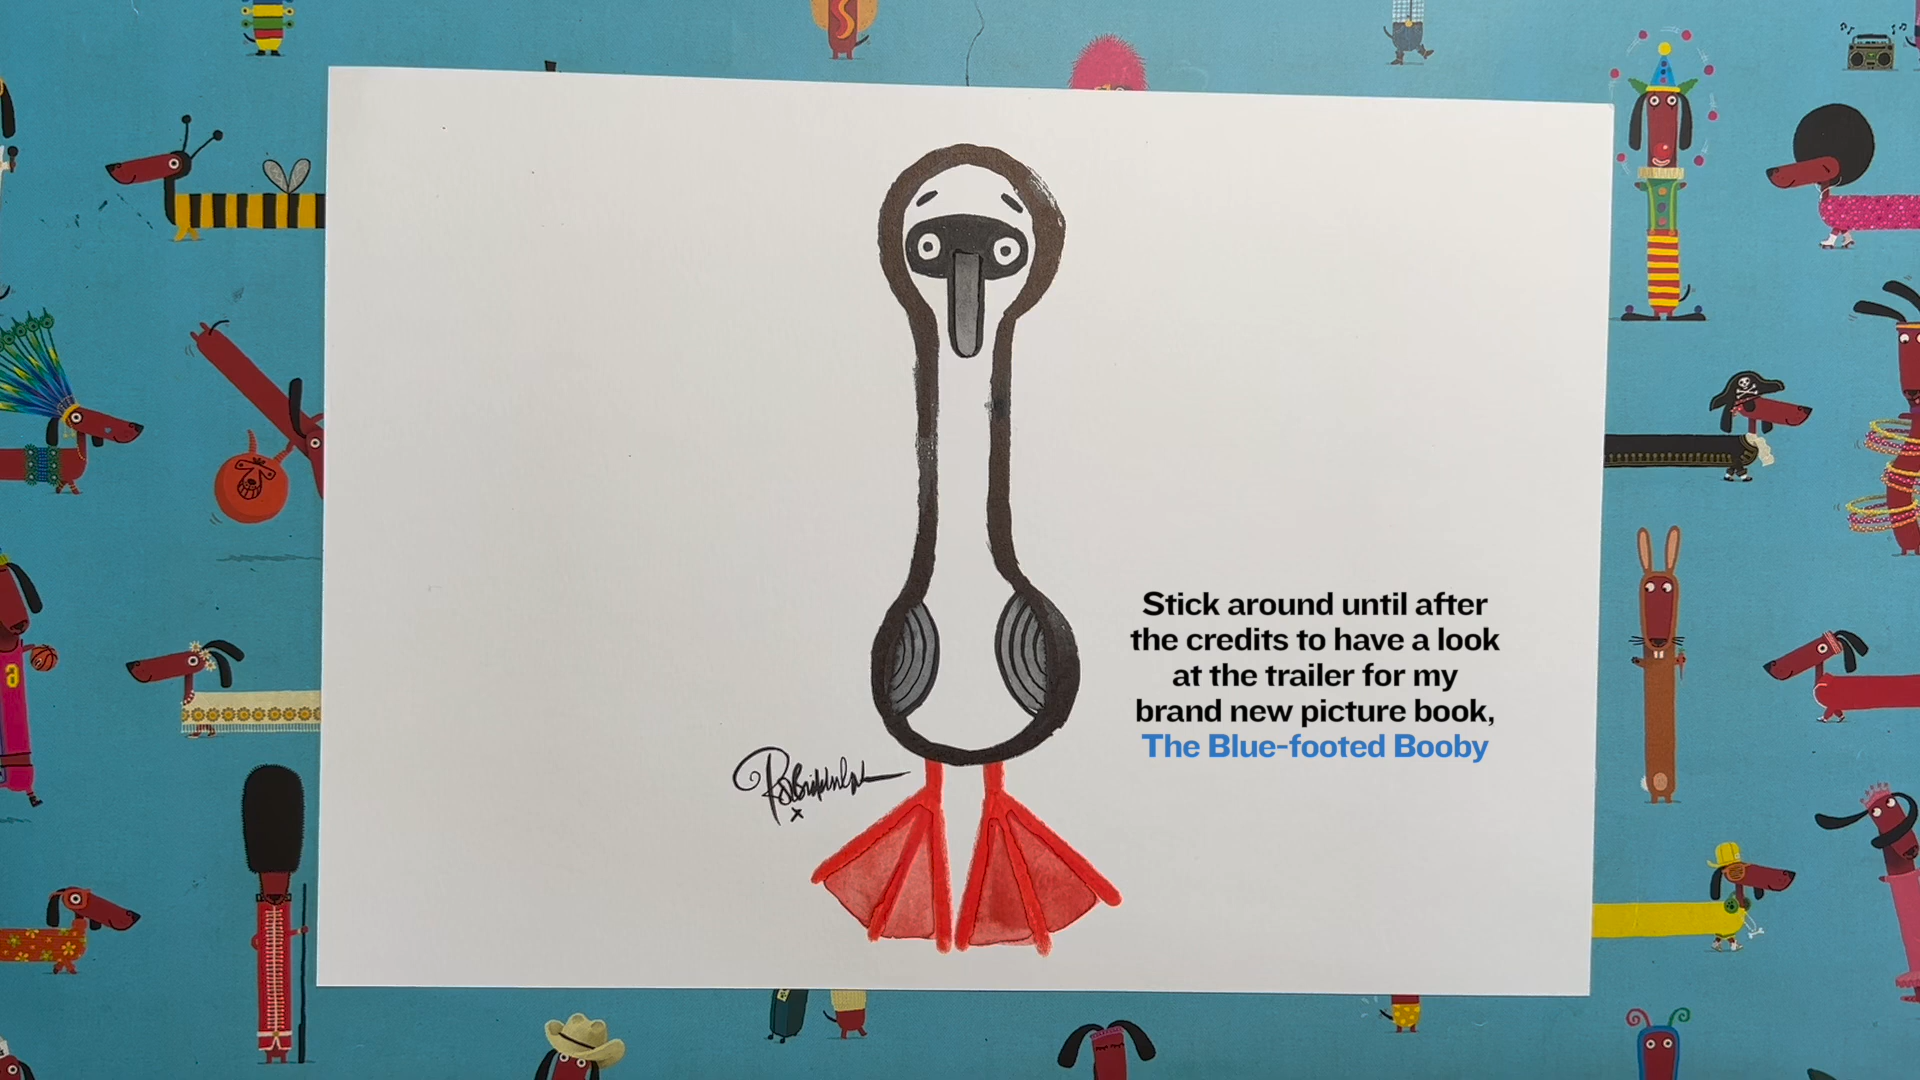 Stick around until after
the credits to have a look
at the trailer for my
brand new picture book,
The Blue-footed Booby